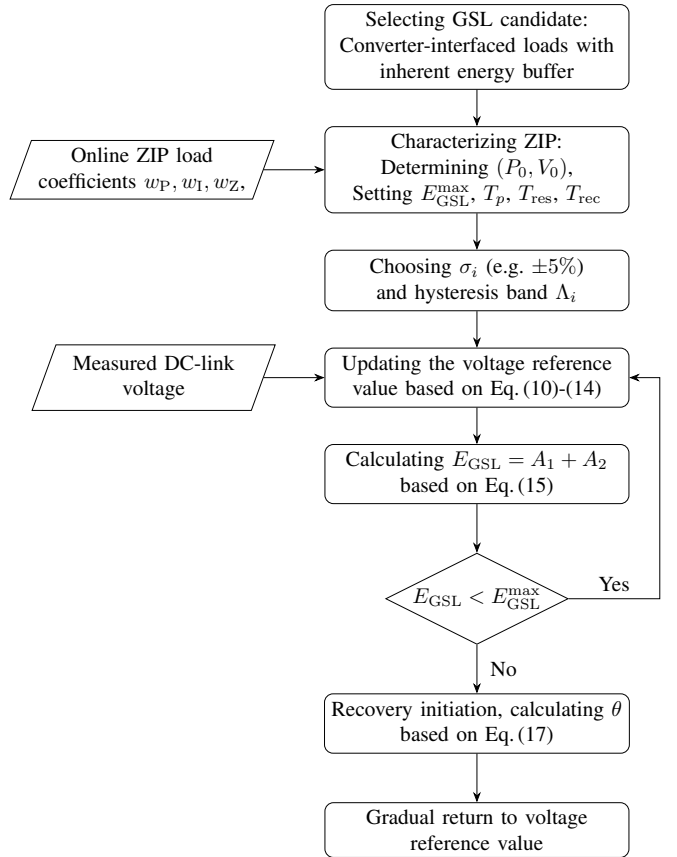 Selecting GSL candidate:
Converter-interfaced loads with
inherent energy buffer
Online ZIP load
coefficients w_P, w_I, w_Z,
Characterizing ZIP:
Determining (P_0, V_0),
Setting E_GSL^max, T_p, T_res, T_rec
Choosing σ_i (e.g. ±5%)
and hysteresis band Λ_i
Measured DC-link
voltage
Updating the voltage reference
value based on Eq. (10)-(14)
Calculating E_GSL = A_1 + A_2
based on Eq. (15)
E_GSL < E_GSL^max
Yes
No
Recovery initiation, calculating θ
based on Eq. (17)
Gradual return to voltage
reference value